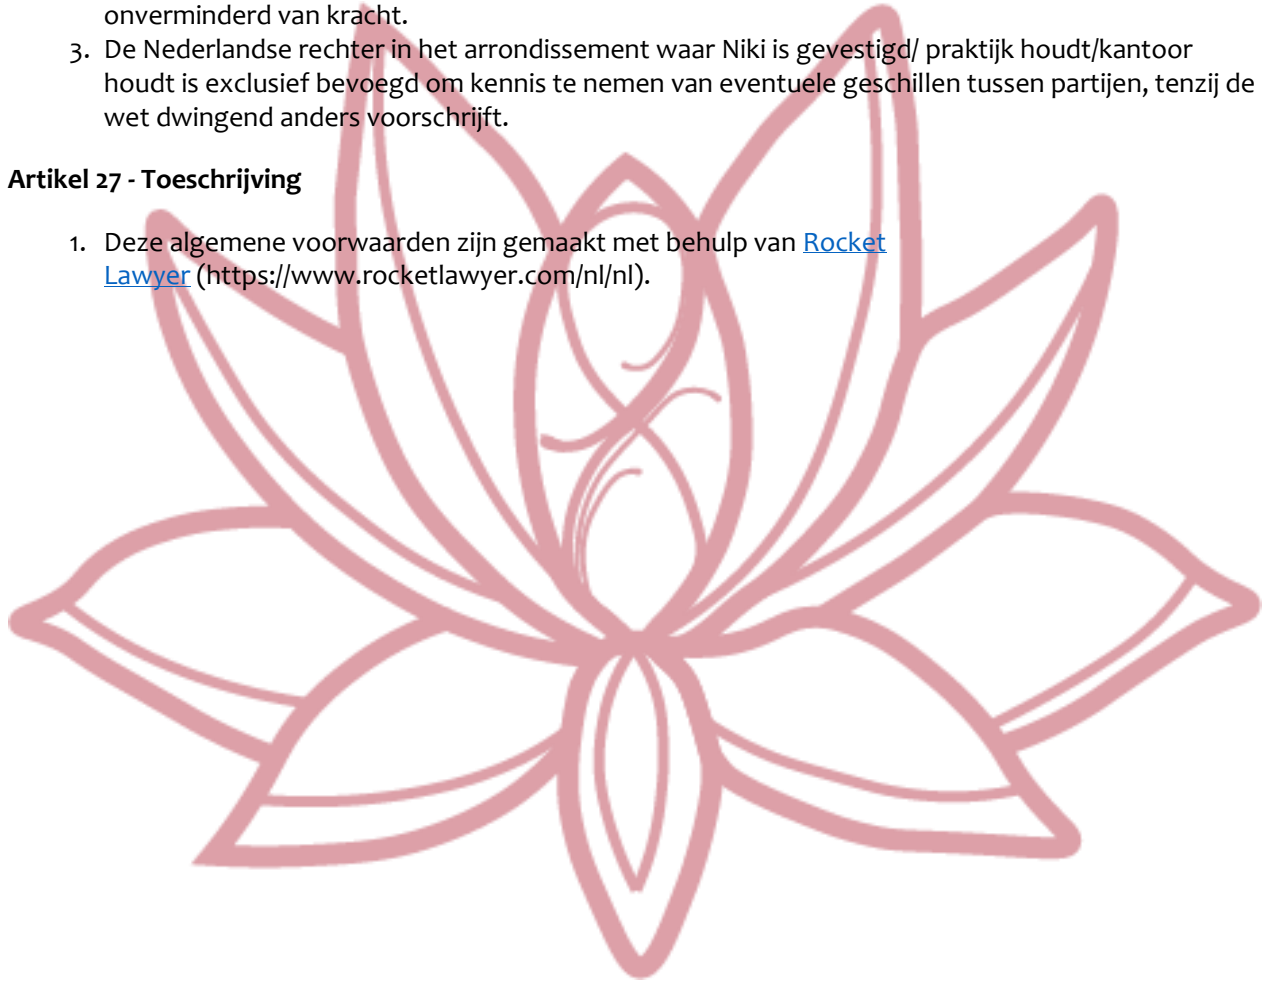 onverminderd van kracht.
3. De Nederlandse rechter in het arrondissement waar Niki is gevestigd/ praktijk houdt/kantoor
houdt is exclusief bevoegd om kennis te nemen van eventuele geschillen tussen partijen, tenzij de
wet dwingend anders voorschrijft.
Artikel 27 - Toeschrijving
1. Deze algemene voorwaarden zijn gemaakt met behulp van Rocket
Lawyer (https://www.rocketlawyer.com/nl/nl).